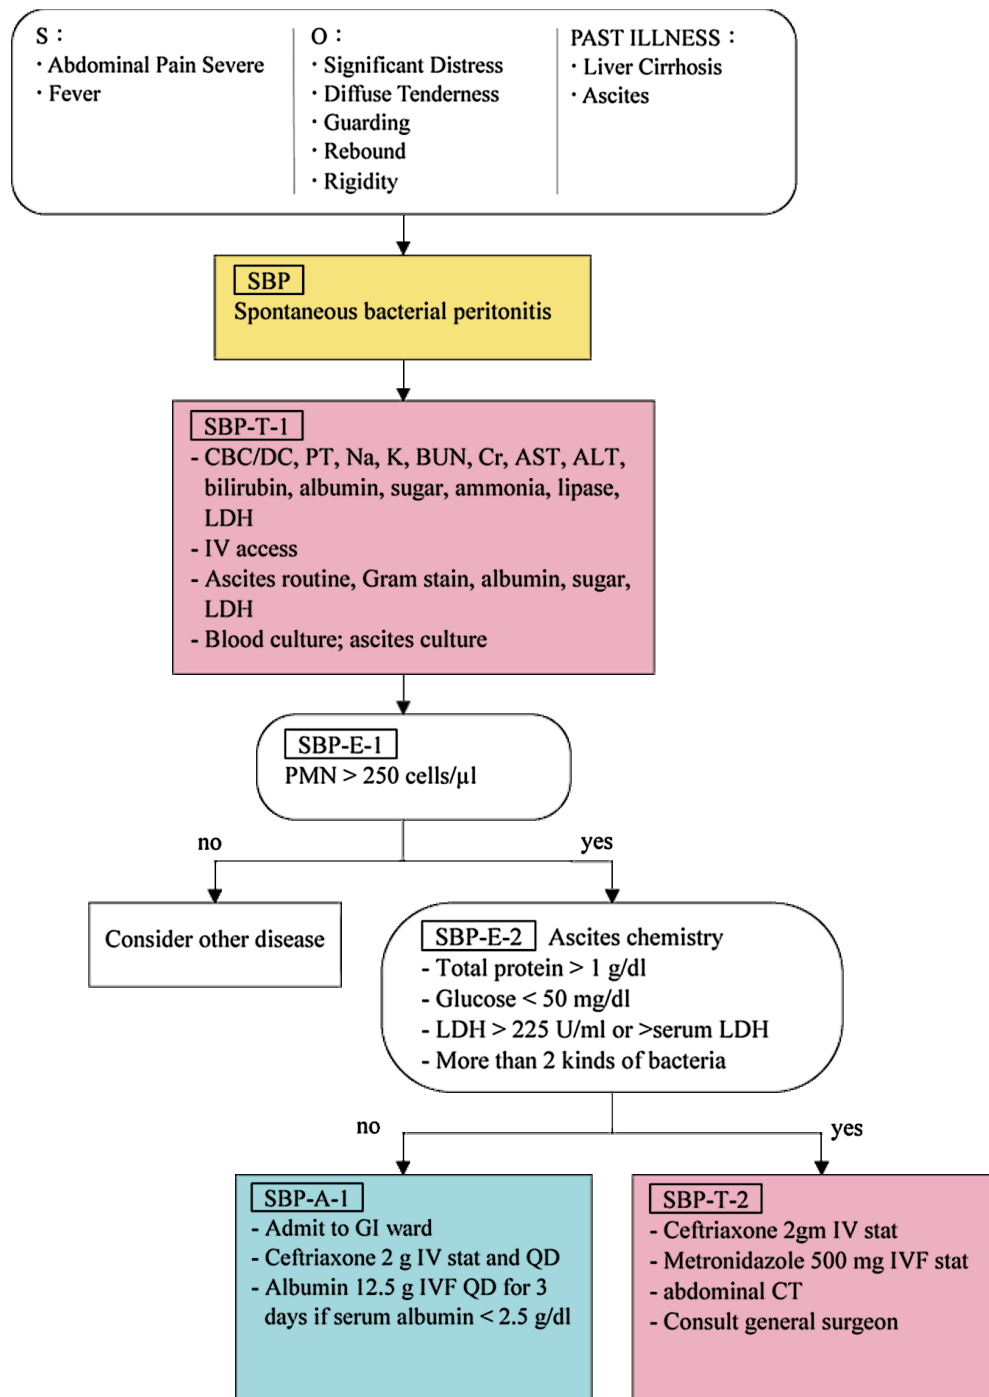 S：
· Abdominal Pain Severe
· Fever
O：
· Significant Distress
· Diffuse Tenderness
· Guarding
· Rebound
· Rigidity
PAST ILLNESS：
· Liver Cirrhosis
· Ascites
SBP
Spontaneous bacterial peritonitis
SBP-T-1
- CBC/DC, PT, Na, K, BUN, Cr, AST, ALT,
bilirubin, albumin, sugar, ammonia, lipase,
LDH
- IV access
- Ascites routine, Gram stain, albumin, sugar,
LDH
- Blood culture; ascites culture
SBP-E-1
PMN > 250 cells/µl
no
yes
Consider other disease
SBP-E-2 Ascites chemistry
- Total protein > 1 g/dl
- Glucose < 50 mg/dl
- LDH > 225 U/ml or >serum LDH
- More than 2 kinds of bacteria
no
yes
SBP-A-1
- Admit to GI ward
- Ceftriaxone 2 g IV stat and QD
- Albumin 12.5 g IVF QD for 3
days if serum albumin < 2.5 g/dl
SBP-T-2
- Ceftriaxone 2gm IV stat
- Metronidazole 500 mg IVF stat
- abdominal CT
- Consult general surgeon